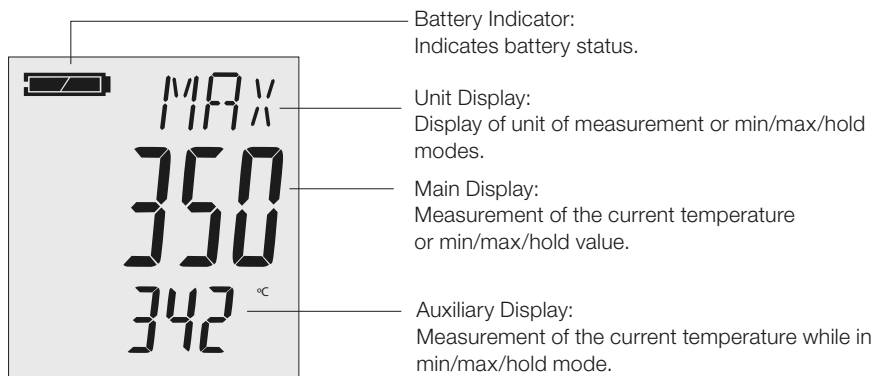 Battery Indicator:
Indicates battery status.
MAX
Unit Display:
Display of unit of measurement or min/max/hold
modes.
350
Main Display:
Measurement of the current temperature
or min/max/hold value.
342 °C
Auxiliary Display:
Measurement of the current temperature while in
min/max/hold mode.